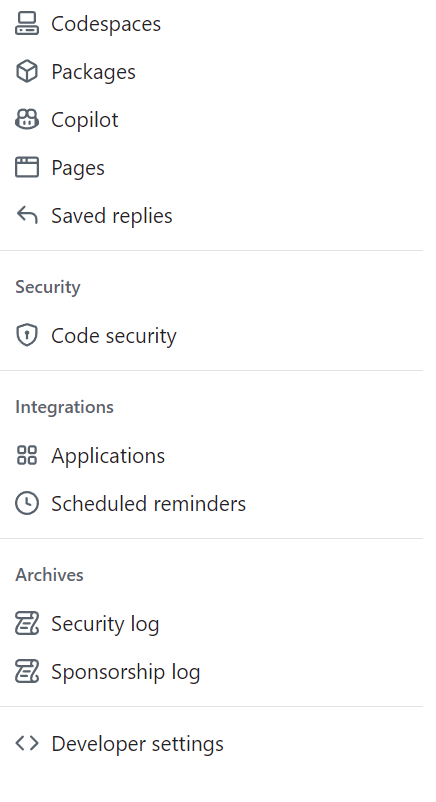 Codespaces
Packages
Copilot
Pages
Saved replies
Security
Code security
Integrations
Applications
Scheduled reminders
Archives
Security log
Sponsorship log
Developer settings